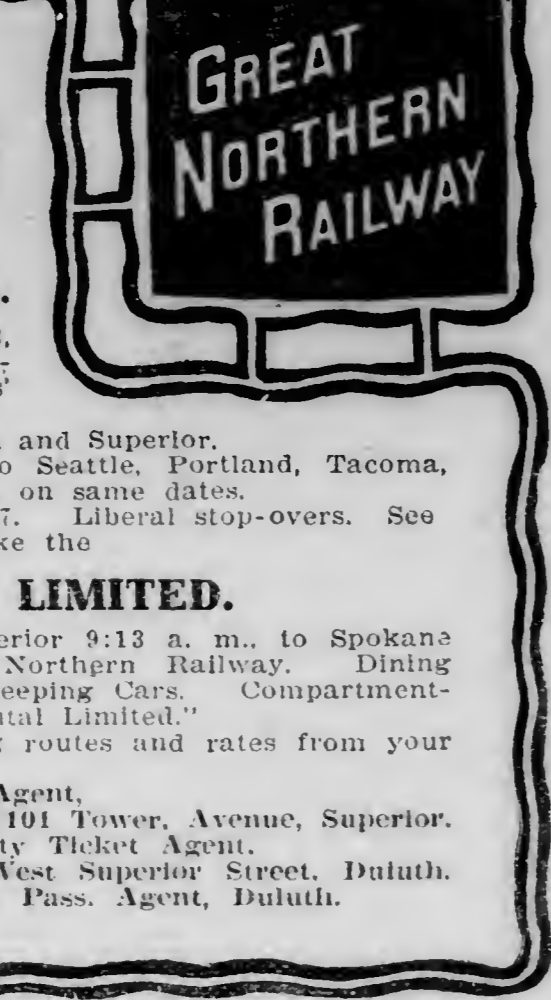 GREAT
NORTHERN
RAILWAY
and Superior.
o Seattle, Portland, Tacoma,
on same dates.
7. Liberal stop-overs. See
ke the
LIMITED.
erior 9:13 a. m., to Spokane
Northern Railway. Dining
eeping Cars. Compartment-
ntal Limited."
g routes and rates from your
Agent,
101 Tower, Avenue, Superior.
ty Ticket Agent.
West Superior Street, Duluth.
Pass. Agent, Duluth.